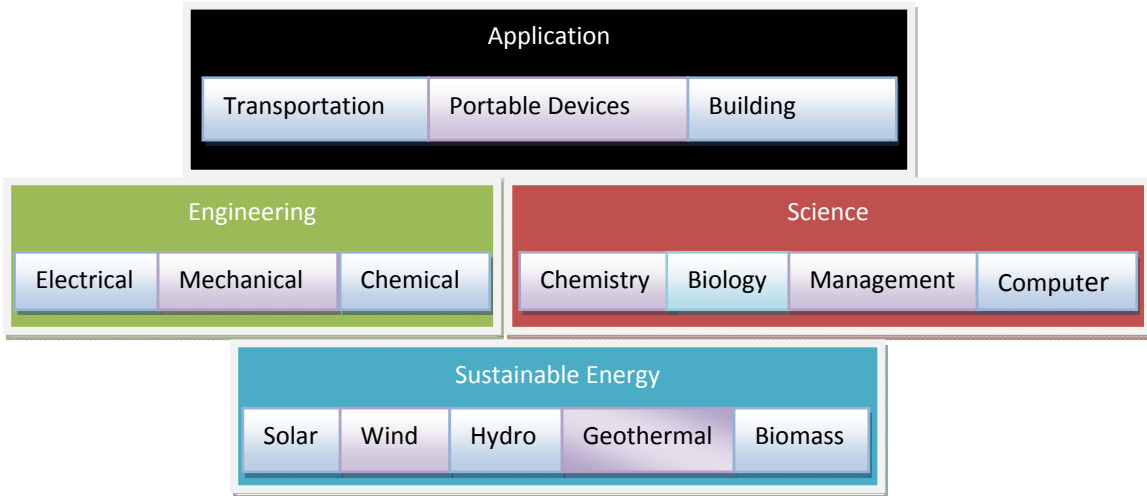 Application
Transportation Portable Devices Building
Engineering
Electrical Mechanical Chemical
Science
Chemistry Biology Management Computer
Sustainable Energy
Solar Wind Hydro Geothermal Biomass